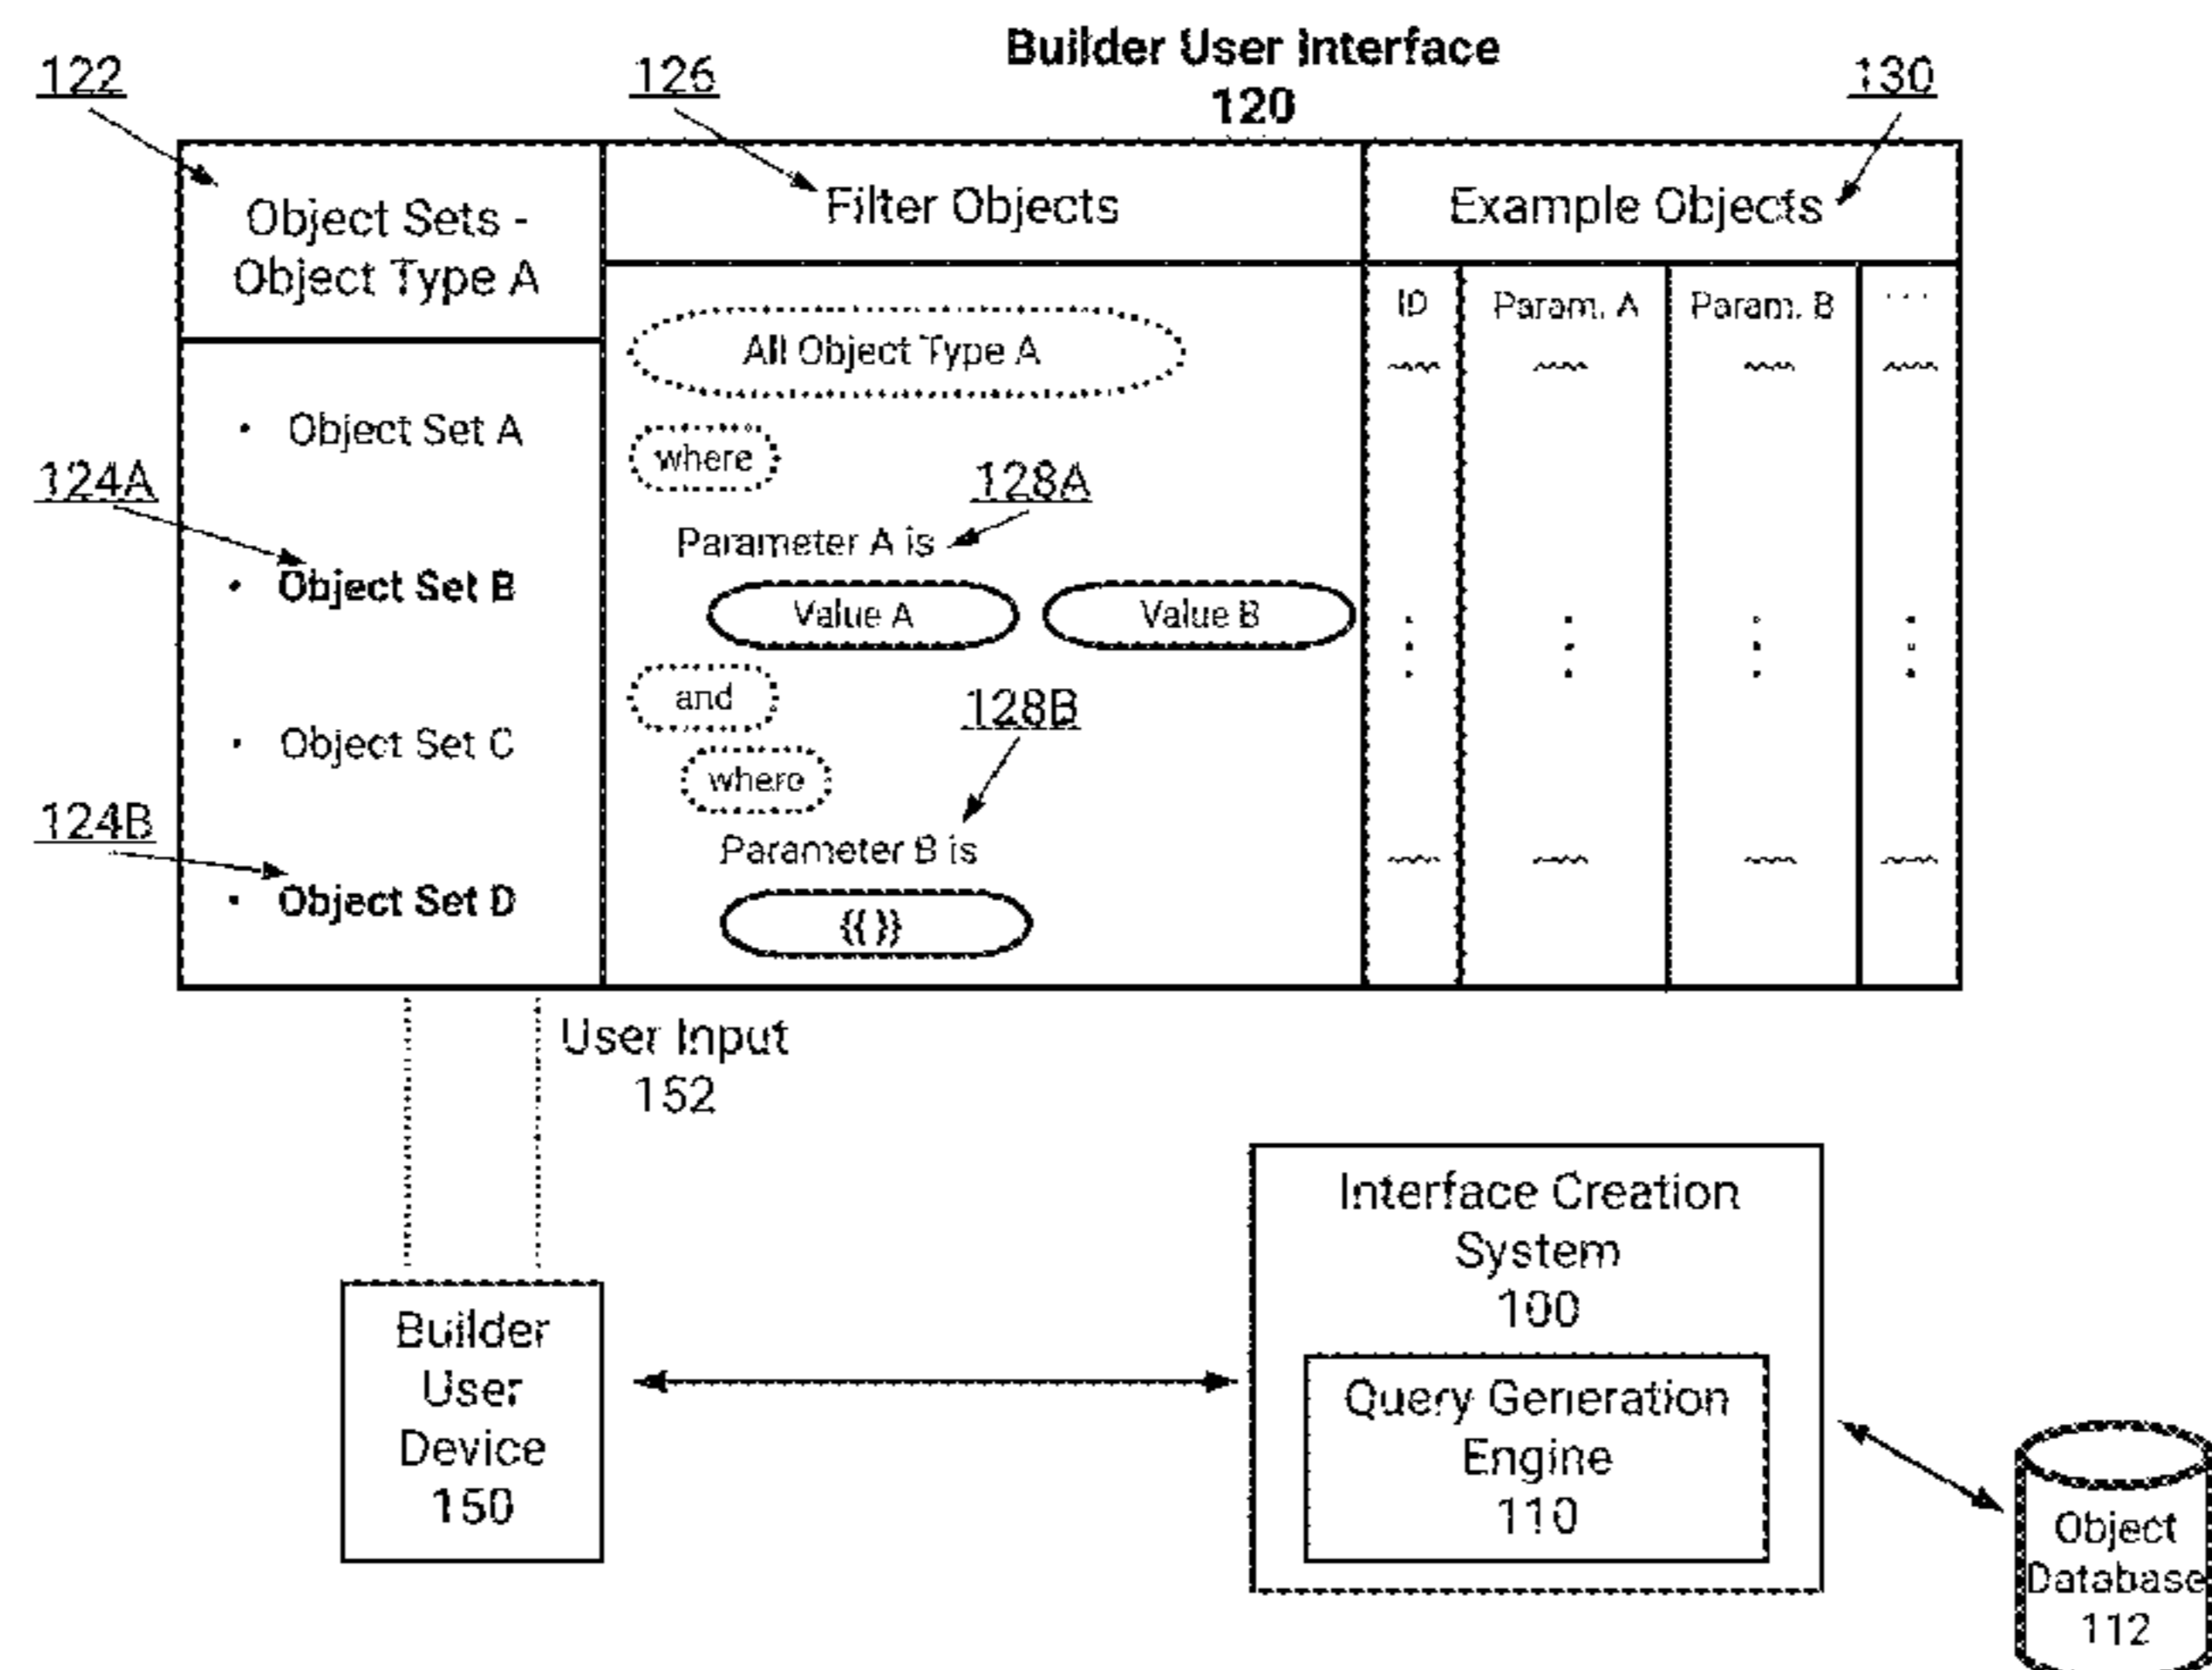 Builder User Interface
120
122
126
130
Object Sets -
Object Type A
Filter Objects
Example Objects
• Object Set A
124A
• Object Set B
• Object Set C
124B
• Object Set D
All Object Type A
where
128A
Parameter A is
Value A Value B
and
128B
where
Parameter B is
{{ }}
ID Param. A Param. B ...
User Input
152
Builder
User
Device
150
Interface Creation
System
100
Query Generation
Engine
110
Object
Database
112